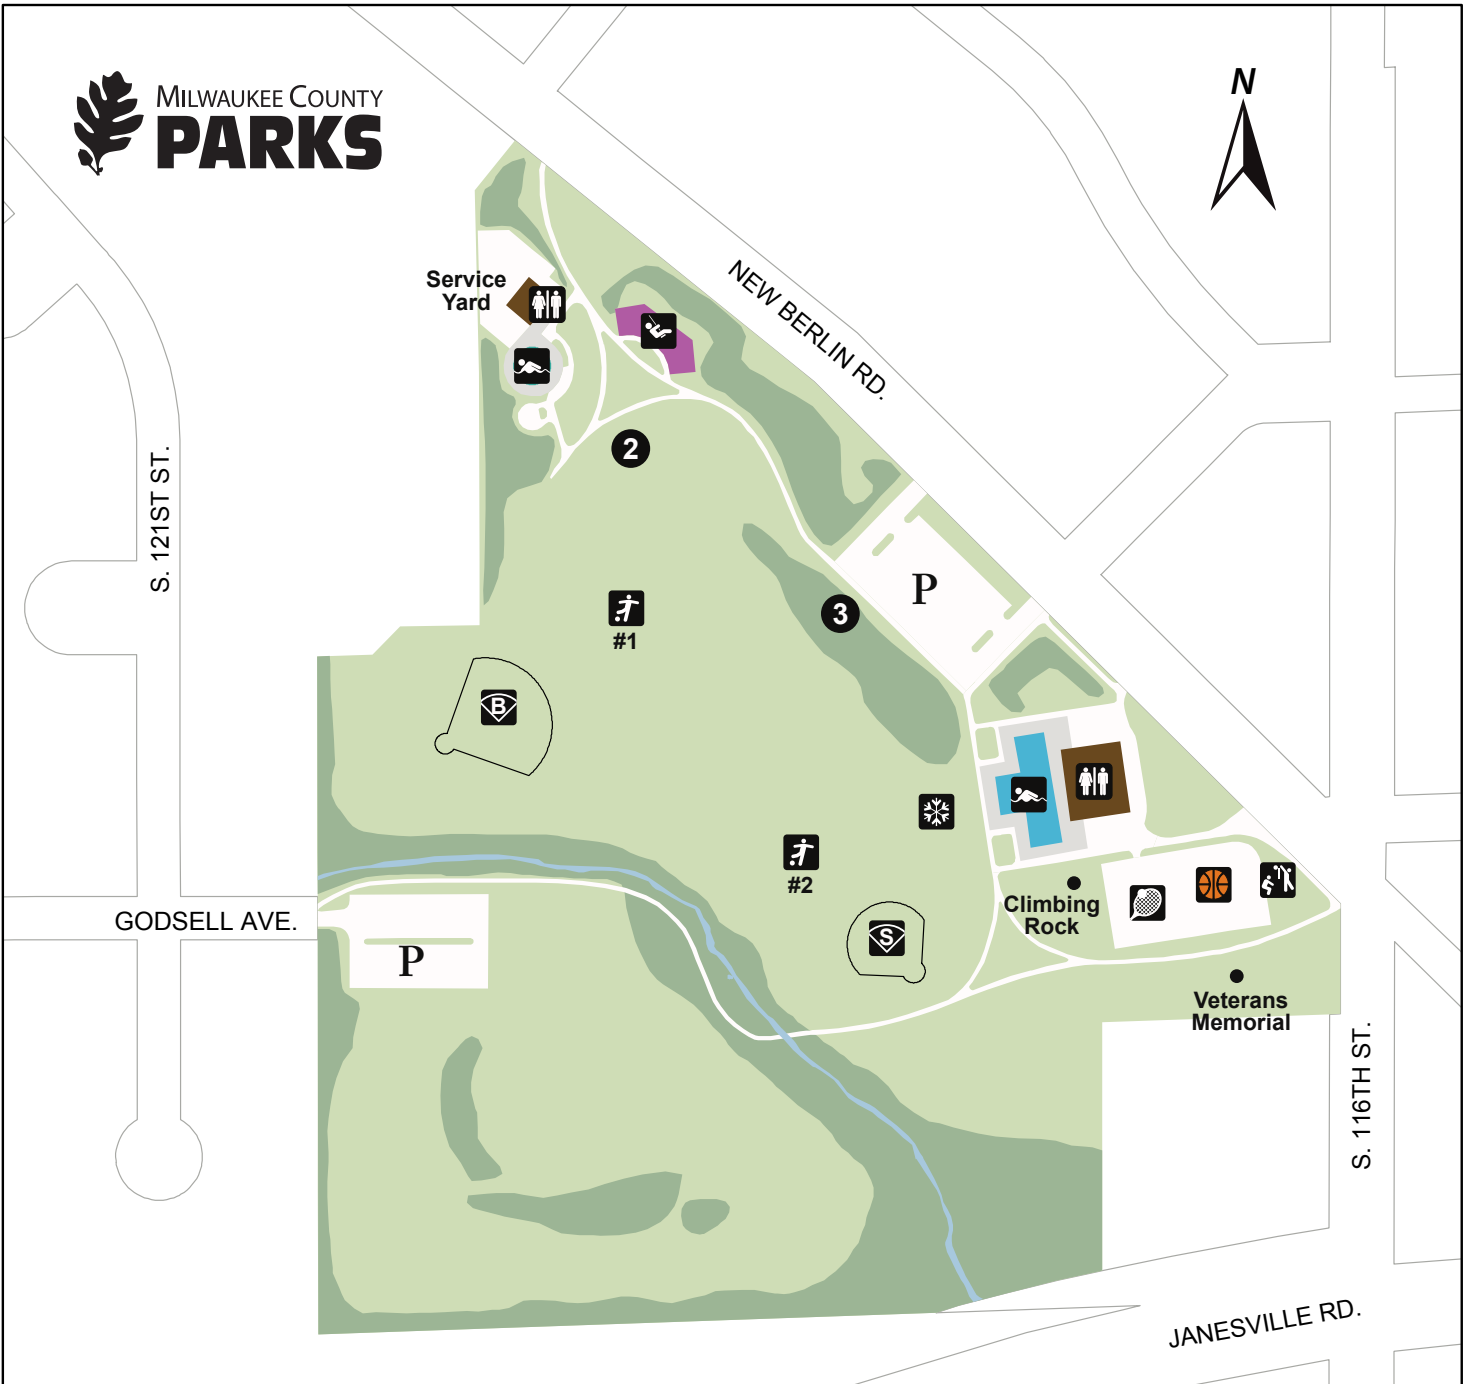 MILWAUKEE COUNTY
PARKS
N
Service
Yard
NEW BERLIN RD.
2
S. 121ST ST.
P
3
#1
B
#2
Climbing
Rock
GODSELL AVE.
S
P
Veterans
Memorial
S. 116TH ST.
JANESVILLE RD.